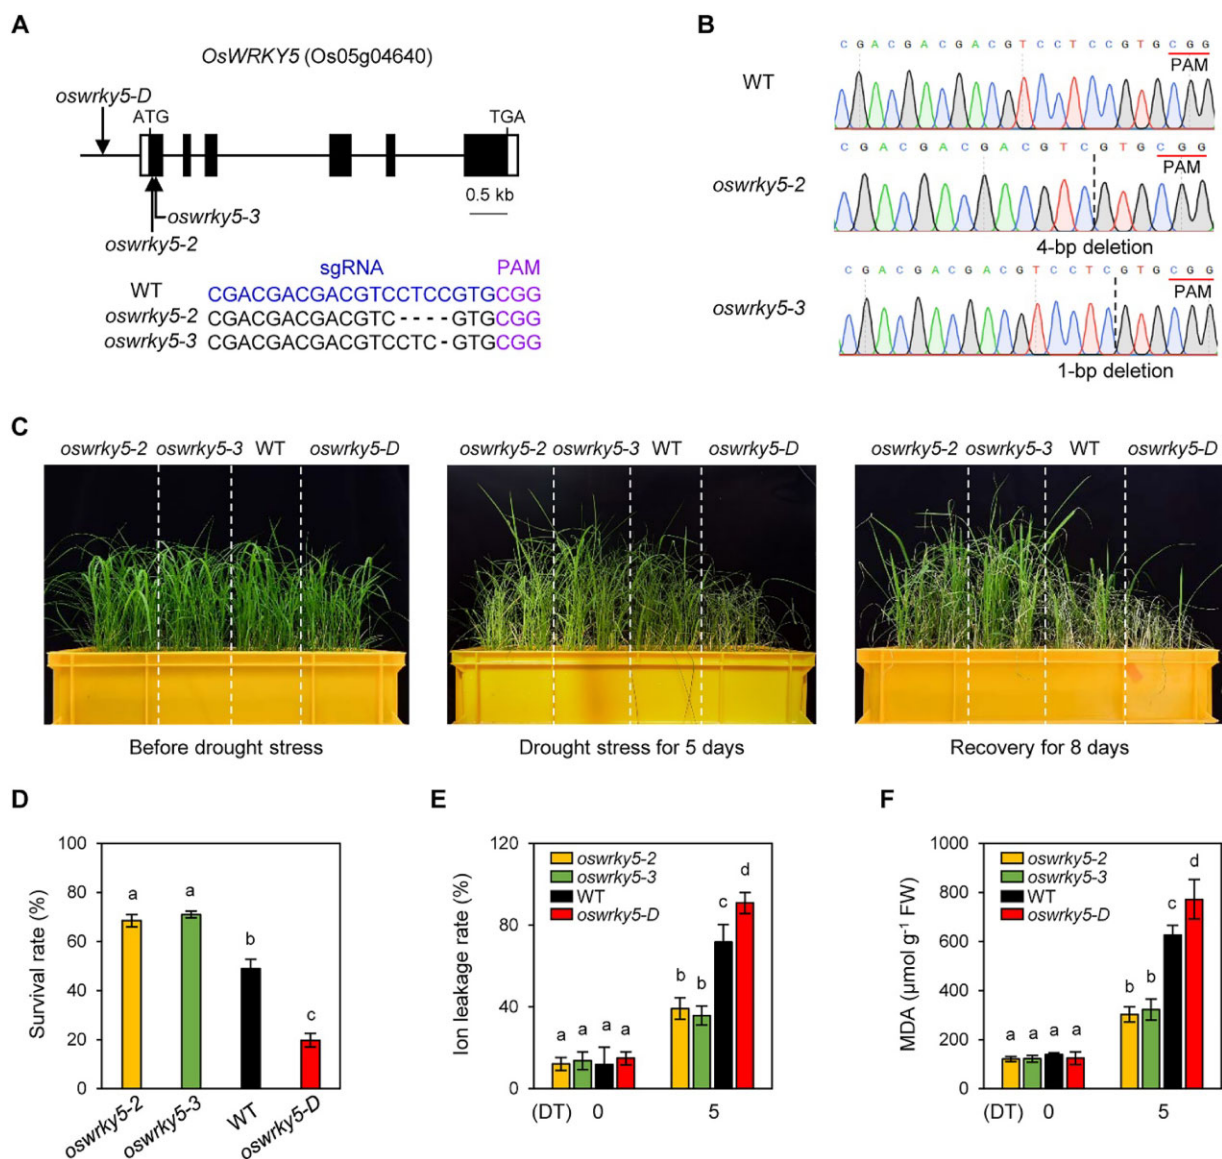 A
OsWRKY5 (Os05g04640)
oswrky5-D
ATG
TGA
0.5 kb
oswrky5-3
oswrky5-2
sgRNA PAM
WT CGACGACGACGTCCTCCGTGCGG
oswrky5-2 CGACGACGACGTC----GTGCGG
oswrky5-3 CGACGACGACGTCCTC-GTGCGG
B
WT
C G A C G A C G A C G T C C T C C G T G C G G
PAM
oswrky5-2
C G A C G A C G A C G T C G T G C G G
PAM
4-bp deletion
oswrky5-3
C G A C G A C G A C G T C C T C G T G C G G
PAM
1-bp deletion
C
oswrky5-2 oswrky5-3 WT oswrky5-D
Before drought stress
oswrky5-2 oswrky5-3 WT oswrky5-D
Drought stress for 5 days
oswrky5-2 oswrky5-3 WT oswrky5-D
Recovery for 8 days
D
Survival rate (%)
100
80
60
40
20
0
a a b c
oswrky5-2 oswrky5-3 WT oswrky5-D
E
Ion leakage rate (%)
120
80
40
0
oswrky5-2
oswrky5-3
WT
oswrky5-D
a a a a b b c d
(DT) 0 5
F
MDA (µmol g⁻¹ FW)
1000
800
600
400
200
0
oswrky5-2
oswrky5-3
WT
oswrky5-D
a a a a b b c d
(DT) 0 5